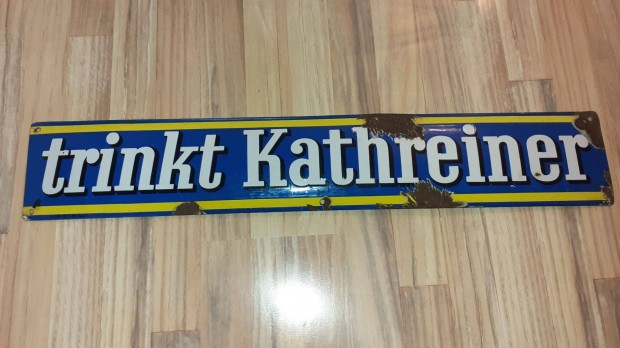 trinkt Kathreiner